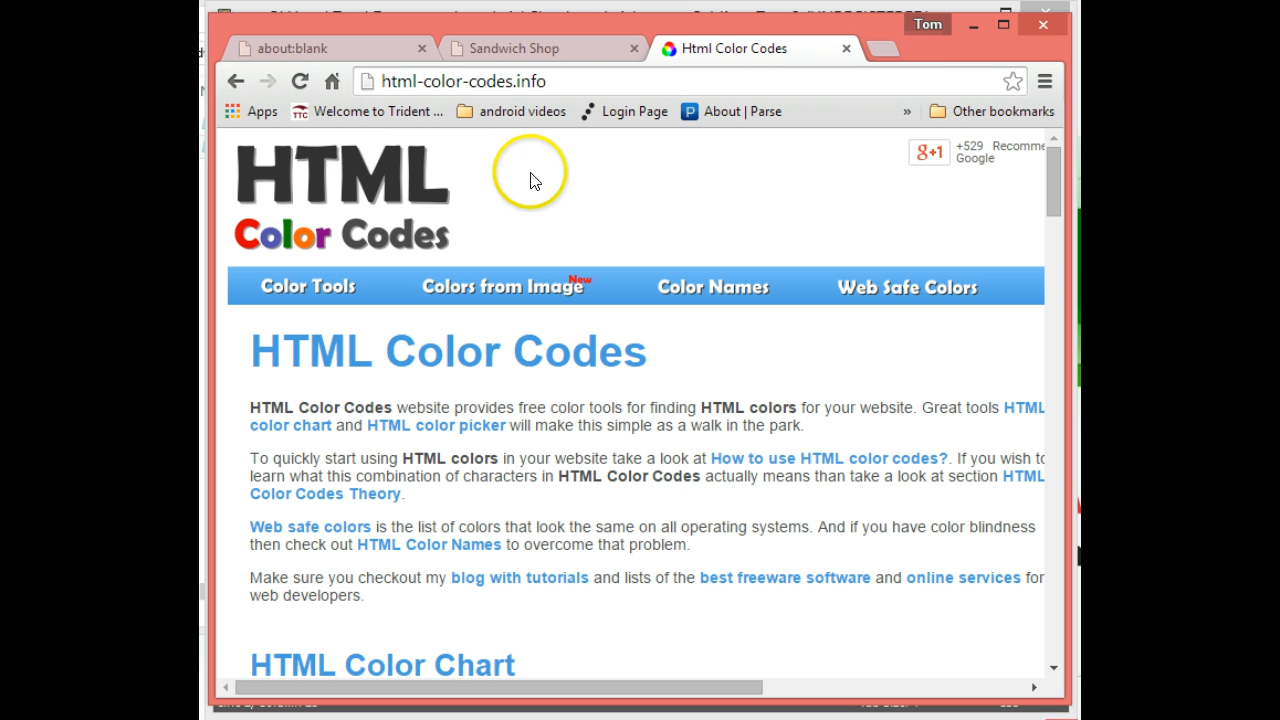 Tom
about:blank
Sandwich Shop
Html Color Codes
html-color-codes.info
Apps
Welcome to Trident ...
android videos
Login Page
About | Parse
»
Other bookmarks
HTML
Color Codes
g+1
+529 Recomme
Google
Color Tools
Colors from Image
New
Color Names
Web Safe Colors
HTML Color Codes
HTML Color Codes website provides free color tools for finding HTML colors for your website. Great tools HTML
color chart and HTML color picker will make this simple as a walk in the park.
To quickly start using HTML colors in your website take a look at How to use HTML color codes?. If you wish to
learn what this combination of characters in HTML Color Codes actually means than take a look at section HTML
Color Codes Theory.
Web safe colors is the list of colors that look the same on all operating systems. And if you have color blindness
then check out HTML Color Names to overcome that problem.
Make sure you checkout my blog with tutorials and lists of the best freeware software and online services for
web developers.
HTML Color Chart